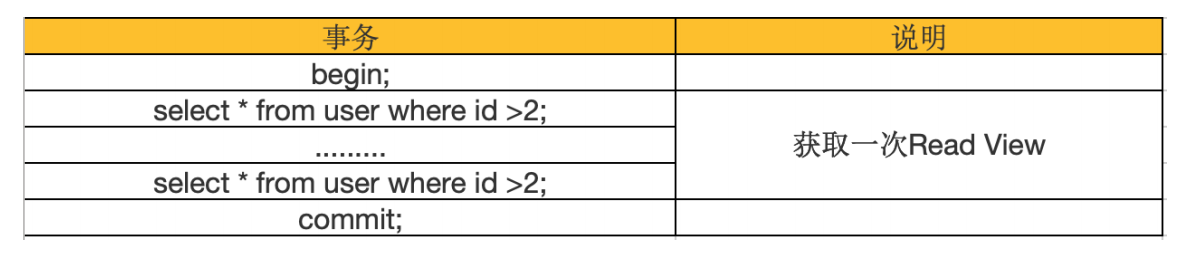 事务 说明
begin;
select * from user where id >2;
.........
获取一次Read View
select * from user where id >2;
commit;